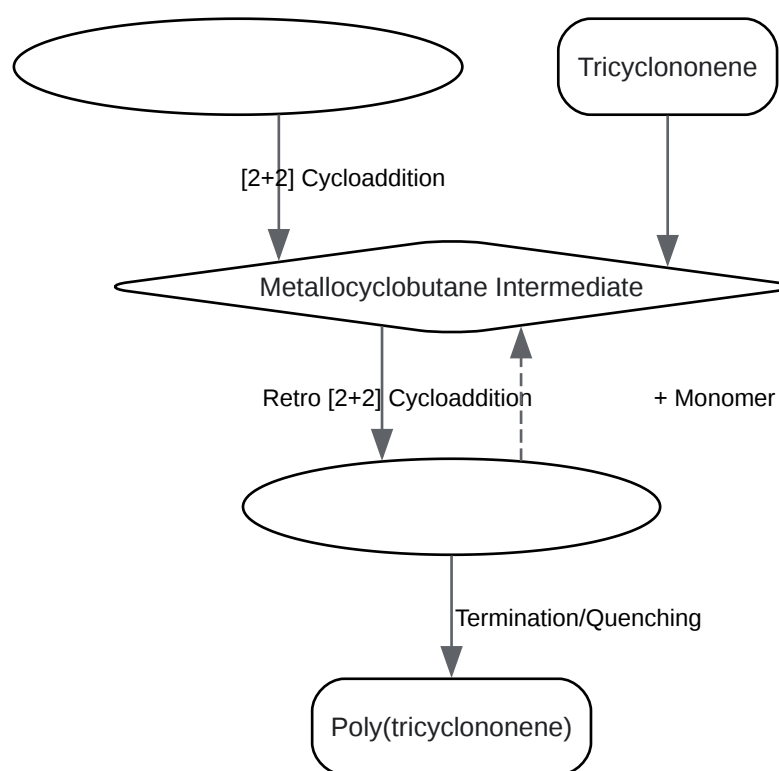 Tricyclononene
[2+2] Cycloaddition
Metallocyclobutane Intermediate
Retro [2+2] Cycloaddition
+ Monomer
Termination/Quenching
Poly(tricyclononene)